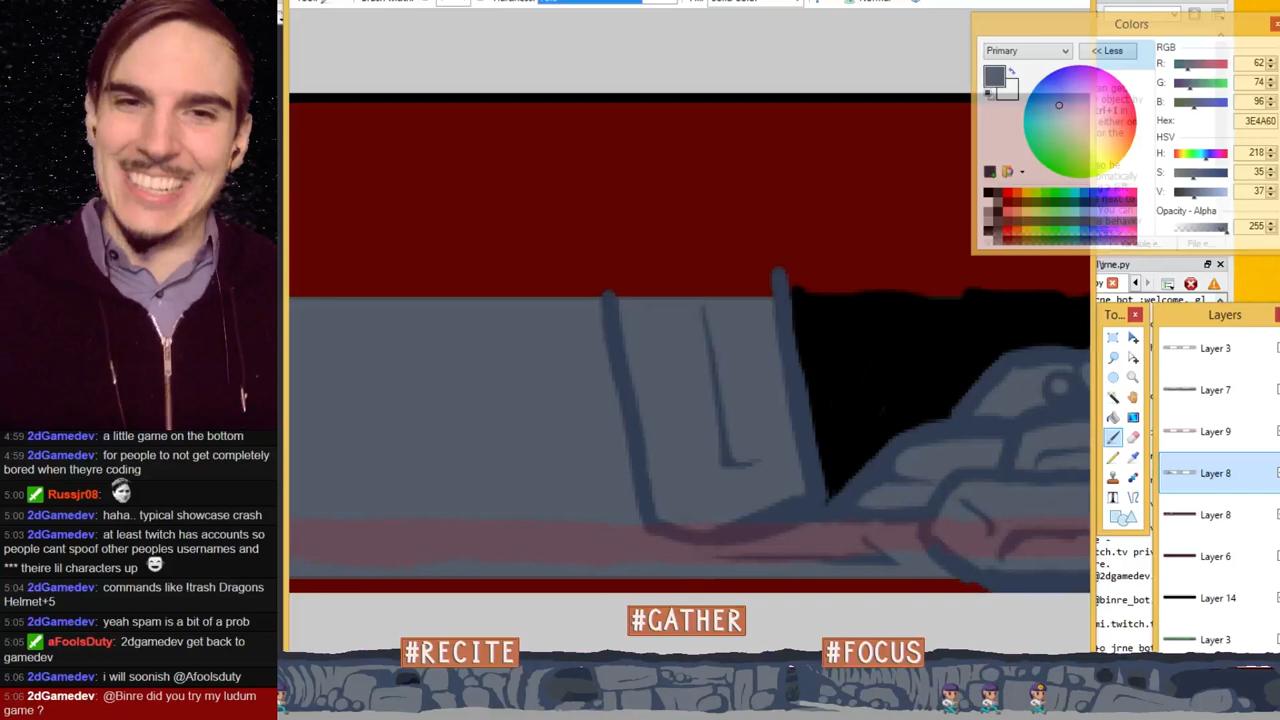 Colors
Primary
<< Less
RGB
R: 62
G: 74
B: 96
Hex: 3E4A60
HSV
H: 218
S: 35
V: 37
Opacity - Alpha
255
\jrne.py
To...
Layers
Layer 3
Layer 7
Layer 9
Layer 8
Layer 8
Layer 6
Layer 14
Layer 3
4:59 2dGamedev: a little game on the bottom
4:59 2dGamedev: for people to not get completely
bored when theyre coding
5:00 Russjr08:
5:00 2dGamedev: haha.. typical showcase crash
5:03 2dGamedev: at least twitch has accounts so
people cant spoof other peoples usernames and
*** theire lil characters up
5:04 2dGamedev: commands like !trash Dragons
Helmet+5
5:05 2dGamedev: yeah spam is a bit of a prob
5:05 aFoolsDuty: 2dgamedev get back to
gamedev
5:06 2dGamedev: i will soonish @Afoolsduty
5:06 2dGamedev: @Binre did you try my ludum
game ?
#GATHER
#RECITE
#FOCUS